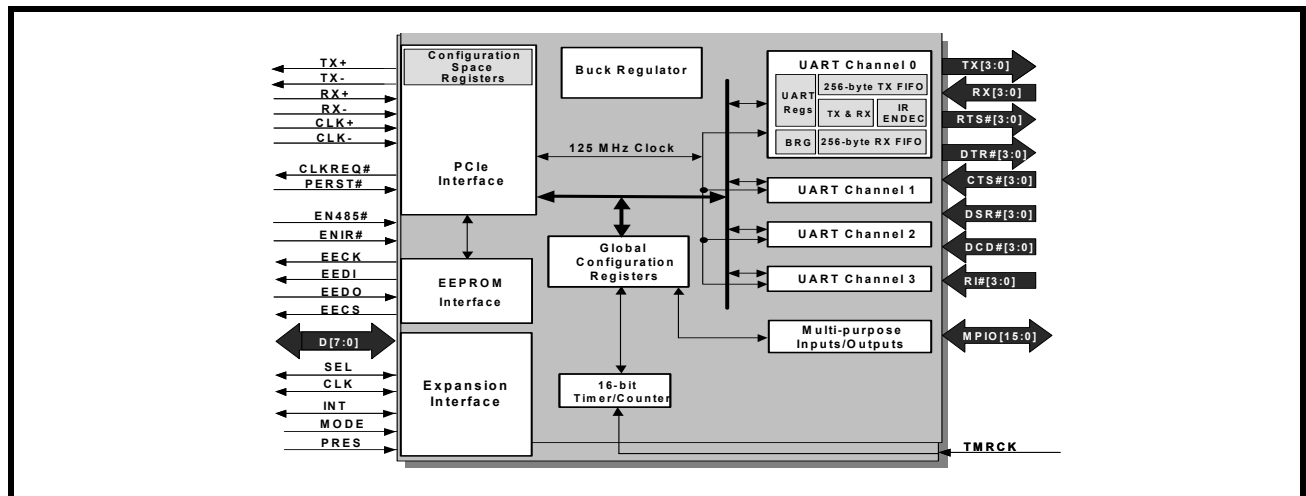 TX+
TX-
RX+
RX-
CLK+
CLK-
CLKREQ#
PERST#
EN485#
ENIR#
EECK
EEDI
EEDO
EECS
D[7:0]
SEL
CLK
INT
MODE
PRES
Configuration
Space
Registers
PCIe
Interface
EEPROM
Interface
Expansion
Interface
Buck Regulator
125 MHz Clock
Global
Configuration
Registers
16-bit
Timer/Counter
UART Channel 0
UART
Regs
256-byte TX FIFO
TX & RX
IR
ENDEC
BRG
256-byte RX FIFO
UART Channel 1
UART Channel 2
UART Channel 3
Multi-purpose
Inputs/Outputs
TX[3:0]
RX[3:0]
RTS#[3:0]
DTR#[3:0]
CTS#[3:0]
DSR#[3:0]
DCD#[3:0]
RI#[3:0]
MPIO[15:0]
TMRCK